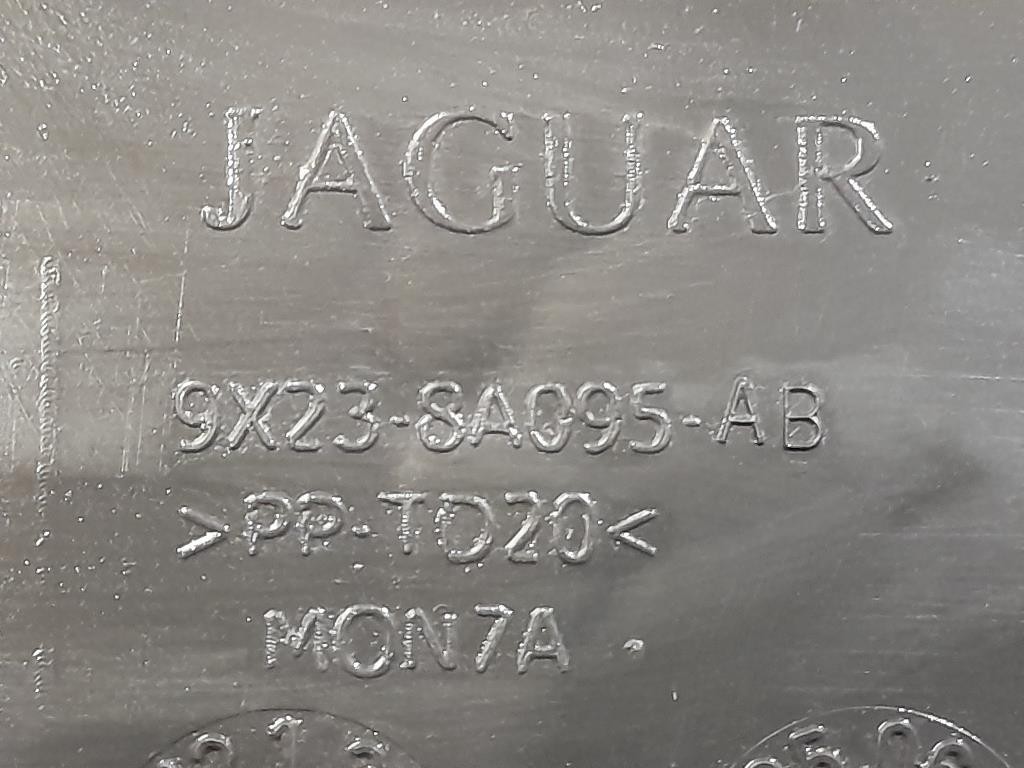 JAGUAR
9X23-8A095-AB
>PP-TD20<
MON7A